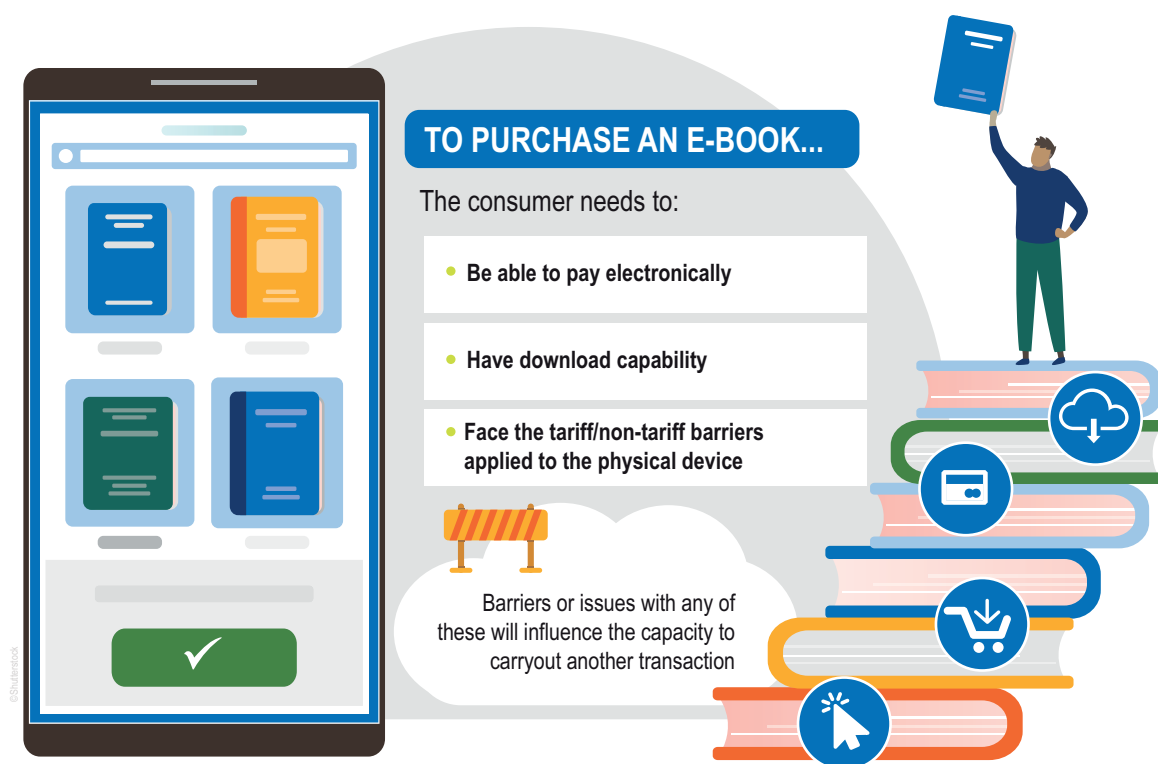 TO PURCHASE AN E-BOOK...
The consumer needs to:
• Be able to pay electronically
• Have download capability
• Face the tariff/non-tariff barriers
applied to the physical device
Barriers or issues with any of
these will influence the capacity to
carryout another transaction
©Shutterstock